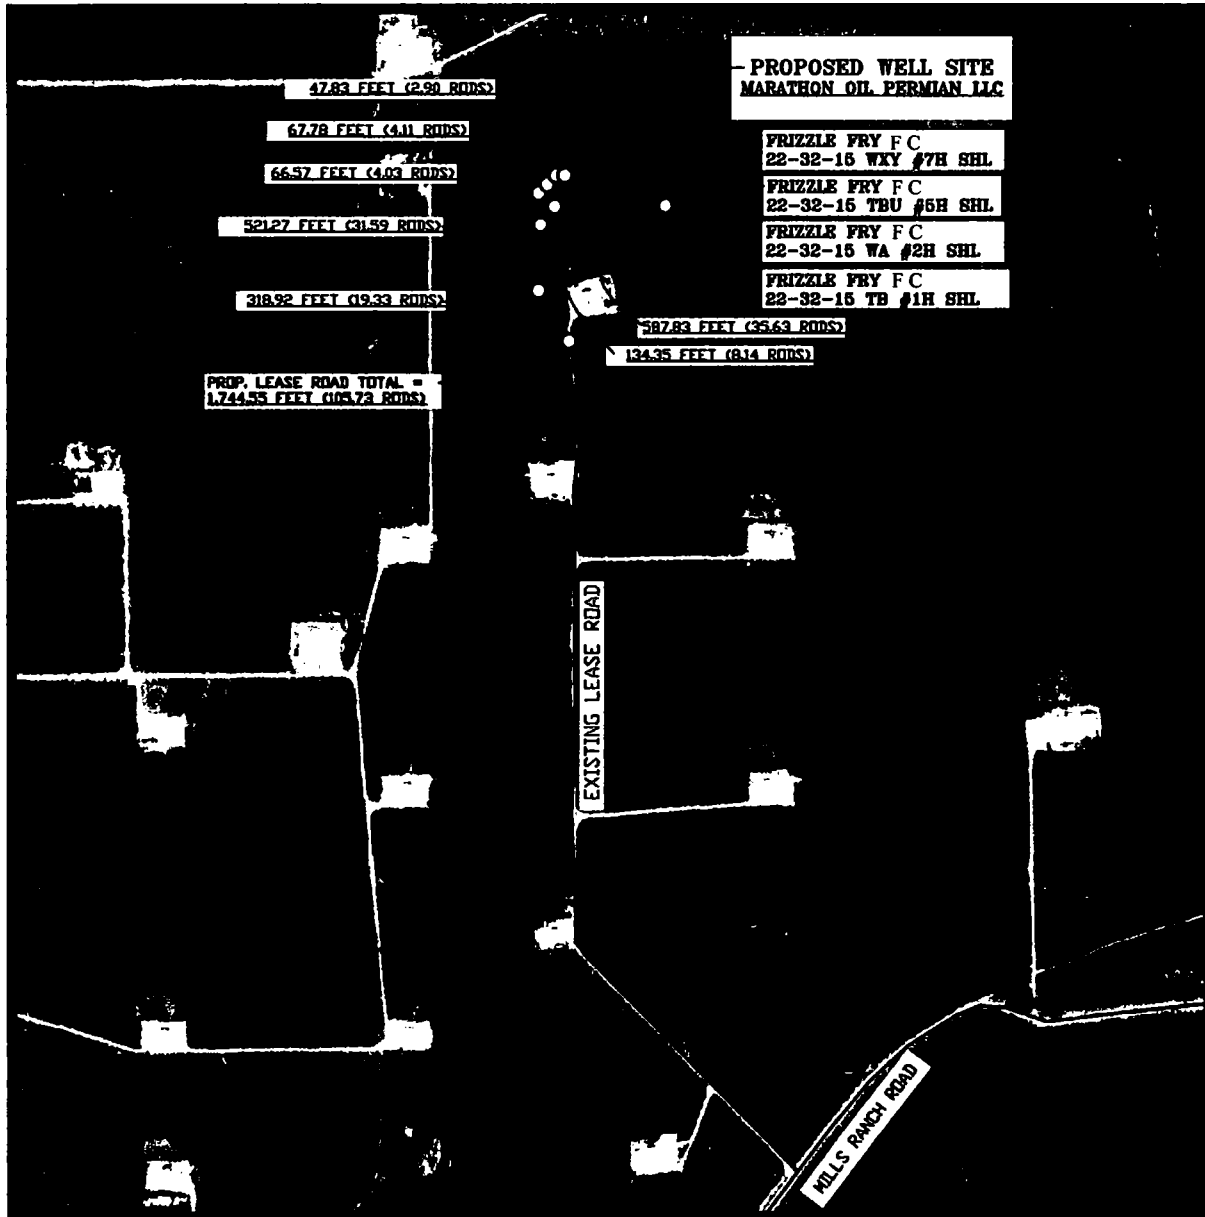 PROPOSED WELL SITE
MARATHON OIL PERMIAN LLC
47.83 FEET (2.90 RODS)
67.78 FEET (4.11 RODS)
66.57 FEET (4.03 RODS)
521.27 FEET (31.59 RODS)
318.92 FEET (19.33 RODS)
PROP. LEASE ROAD TOTAL =
1,744.55 FEET (105.73 RODS)
FRIZZLE FRY F C
22-32-15 WXY #7H SHL
FRIZZLE FRY F C
22-32-15 TBU #5H SHL
FRIZZLE FRY F C
22-32-15 WA #2H SHL
FRIZZLE FRY F C
22-32-15 TB #1H SHL
587.83 FEET (35.63 RODS)
134.35 FEET (8.14 RODS)
EXISTING LEASE ROAD
MILLS RANCH ROAD